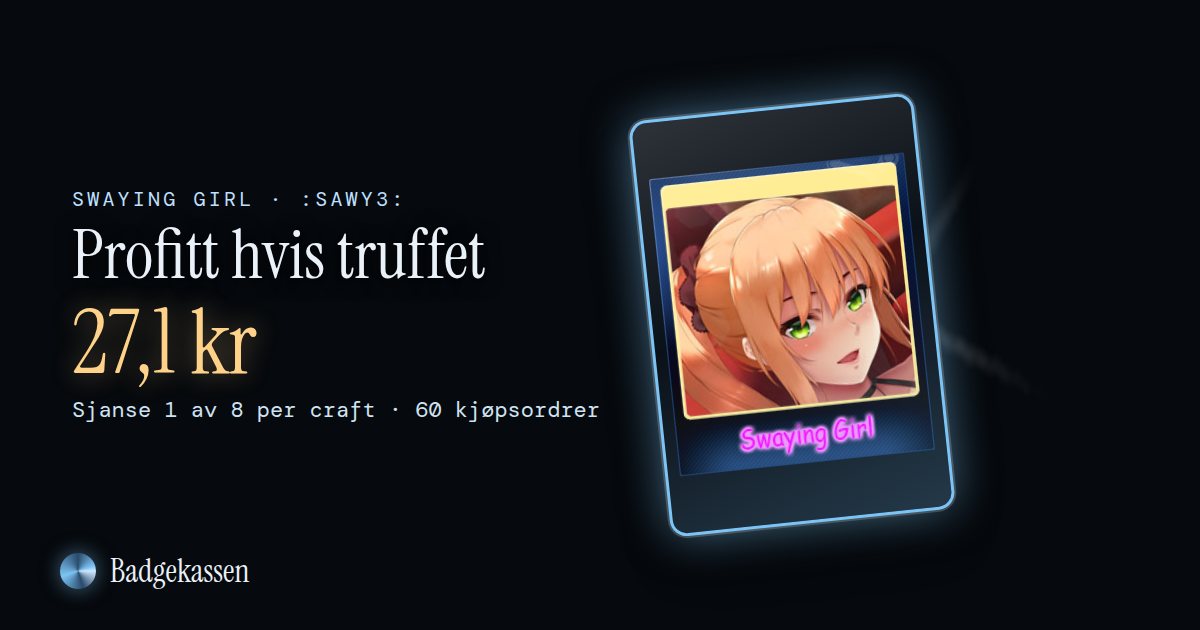 SWAYING GIRL · :SAWY3:
Profitt hvis truffet
27,1 kr
Sjanse 1 av 8 per craft · 60 kjøpsordrer
Swaying Girl
Badgekassen